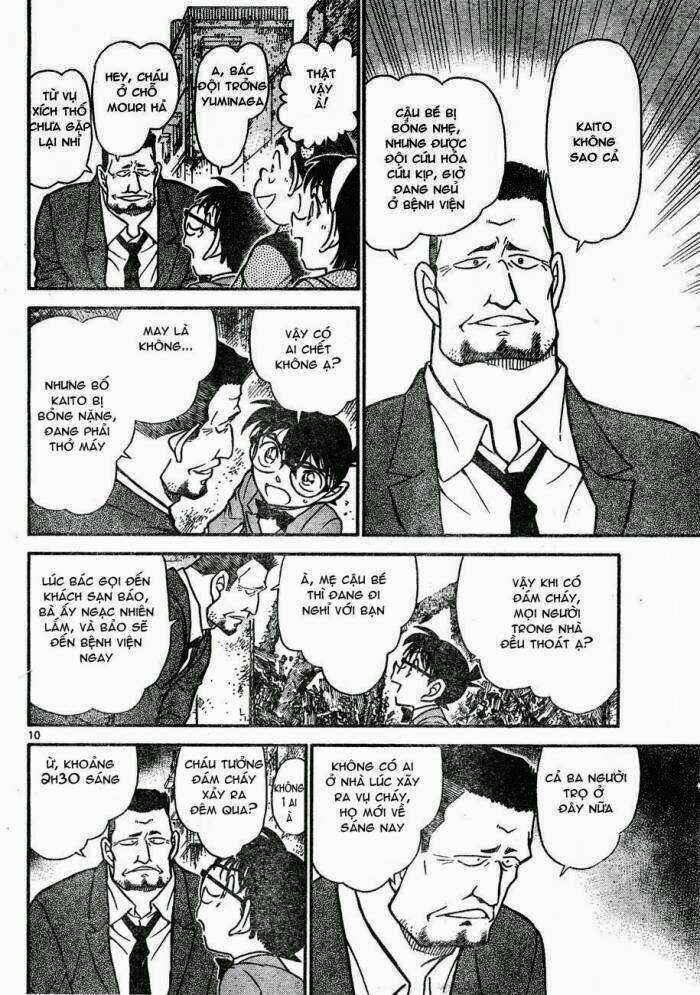 KAITO
KHÔNG
SAO CẢ
CẬU BÉ BỊ
BỎNG NHẸ,
NHƯNG ĐƯỢC
ĐỘI CỨU HỎA
CỨU KỊP, GIỜ
ĐANG NGỦ
Ở BỆNH VIỆN
THẬT
VẬY
À!
A, BÁC
ĐỘI TRƯỞNG
YUMINAGA
HEY, CHÁU
Ở CHỖ
MOURI HẢ
TỪ VỤ
XÍCH THỐ
CHƯA GẶP
LẠI NHỈ
VẬY CÓ
AI CHẾT
KHÔNG Ạ?
MAY LÀ
KHÔNG...
NHƯNG BỐ
KAITO BỊ
BỎNG NẶNG,
ĐANG PHẢI
THỞ MÁY
VẬY KHI CÓ
ĐÁM CHÁY,
MỌI NGƯỜI
TRONG NHÀ
ĐỀU THOÁT Ạ?
À, MẸ CẬU BÉ
THÌ ĐANG ĐI
NGHỈ VỚI BẠN
LÚC BÁC GỌI ĐẾN
KHÁCH SẠN BÁO,
BÀ ẤY NGẠC NHIÊN
LẮM, VÀ BẢO SẼ
ĐẾN BỆNH VIỆN
NGAY
10
CẢ BA NGƯỜI
TRỌ Ở
ĐÂY NỮA
KHÔNG CÓ AI
Ở NHÀ LÚC XÃY
RA VỤ CHÁY,
HỌ MỚI VỀ
SÁNG NAY
KHÔNG
1 AI
À
CHÁU TƯỞNG
ĐÁM CHÁY
XẢY RA
ĐÊM QUA?
Ừ, KHOẢNG
2H30 SÁNG